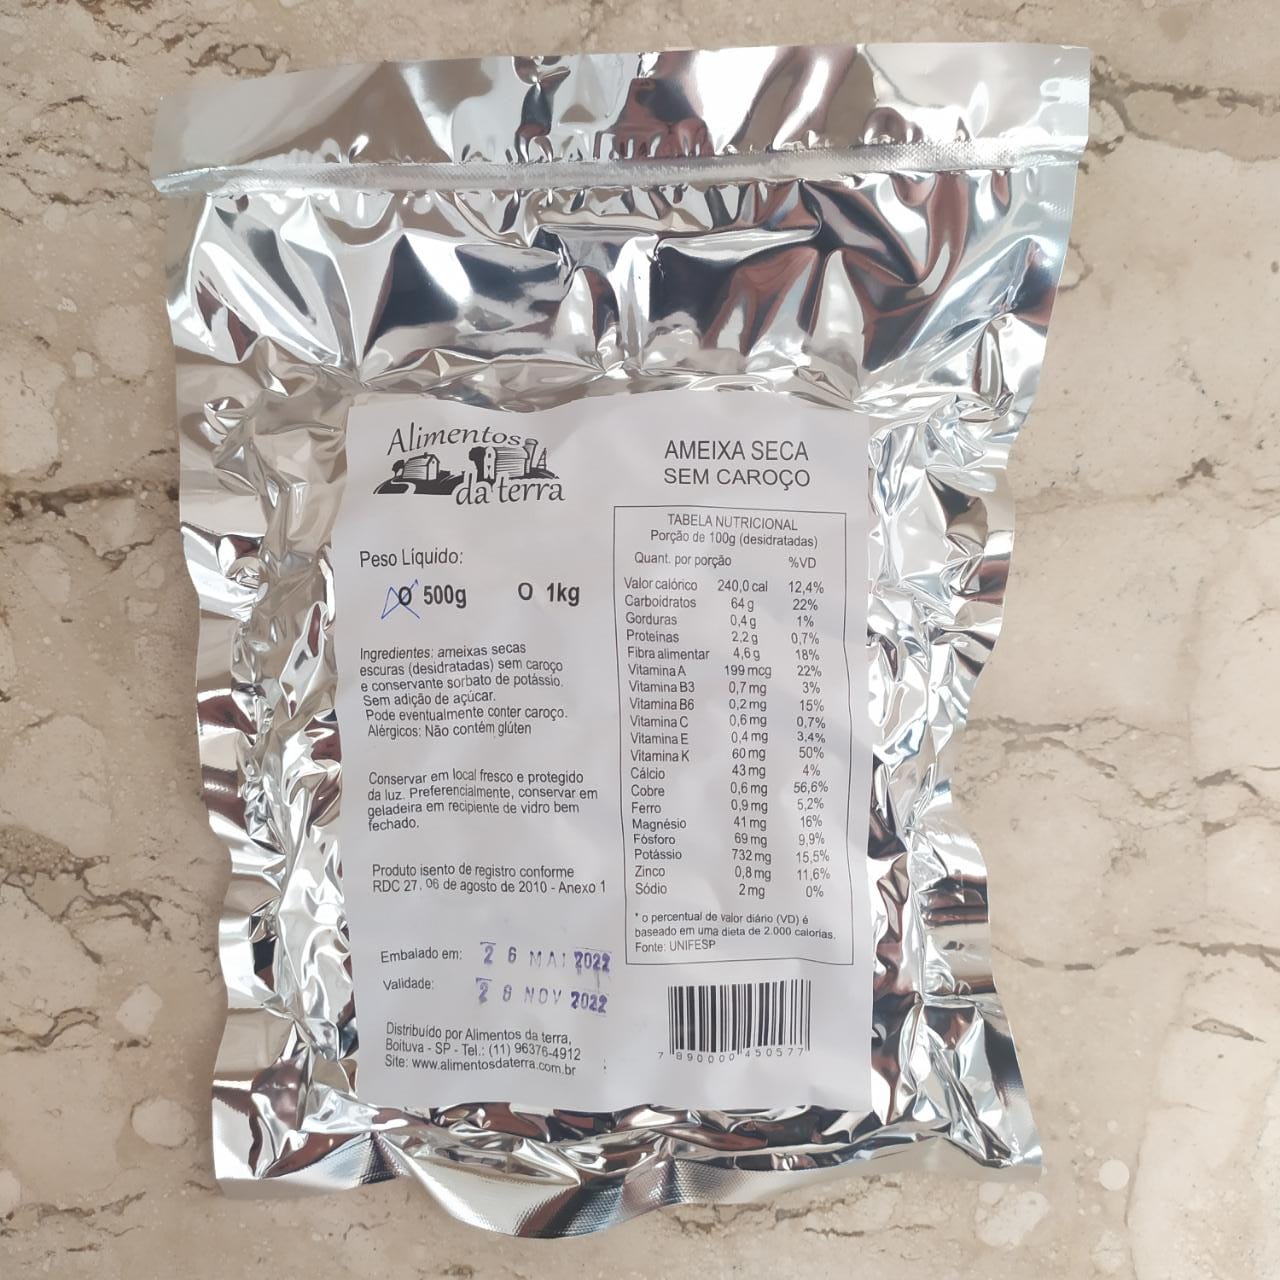 Alimentos
da terra
AMEIXA SECA
SEM CAROÇO
Peso Líquido:
500g O 1kg
Ingredientes: ameixas secas
escuras (desidratadas) sem caroço
e conservante sorbato de potássio.
Sem adição de açúcar.
Pode eventualmente conter caroço.
Alérgicos: Não contém glúten
Conservar em local fresco e protegido
da luz. Preferencialmente, conservar em
geladeira em recipiente de vidro bem
fechado.
Produto isento de registro conforme
RDC 27, 06 de agosto de 2010 - Anexo 1
Embalado em: 26 MAI 2022
Validade: 28 NOV 2022
Distribuído por Alimentos da terra,
Boituva - SP - Tel.: (11) 96376-4912
Site: www.alimentosdaterra.com.br
TABELA NUTRICIONAL
Porção de 100g (desidratadas)
Quant. por porção %VD
Valor calórico 240,0 cal 12,4%
Carboidratos 64 g 22%
Gorduras 0,4 g 1%
Proteínas 2,2 g 0,7%
Fibra alimentar 4,6 g 18%
Vitamina A 199 mcg 22%
Vitamina B3 0,7 mg 3%
Vitamina B6 0,2 mg 15%
Vitamina C 0,6 mg 0,7%
Vitamina E 0,4 mg 3,4%
Vitamina K 60 mg 50%
Cálcio 43 mg 4%
Cobre 0,6 mg 56,6%
Ferro 0,9 mg 5,2%
Magnésio 41 mg 16%
Fósforo 69 mg 9,9%
Potássio 732 mg 15,5%
Zinco 0,8 mg 11,6%
Sódio 2 mg 0%
* o percentual de valor diário (VD) é
baseado em uma dieta de 2.000 calorias.
Fonte: UNIFESP
7 890000 450577